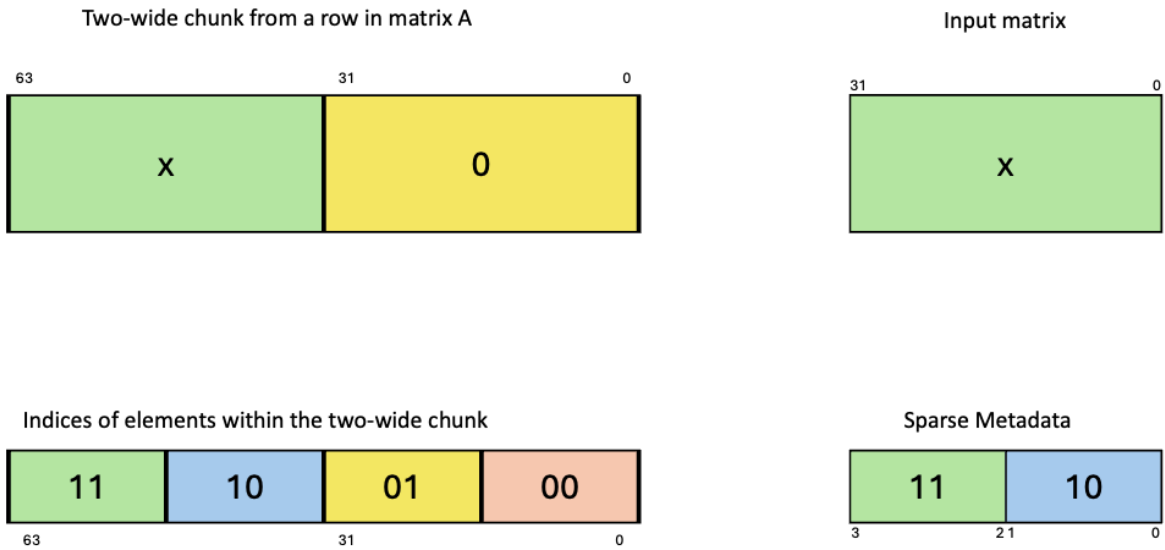 Two-wide chunk from a row in matrix A
Input matrix
63 31 0
31 0
x 0
x
Indices of elements within the two-wide chunk
Sparse Metadata
11 10 01 00
11 10
63 31 0
3 2 1 0